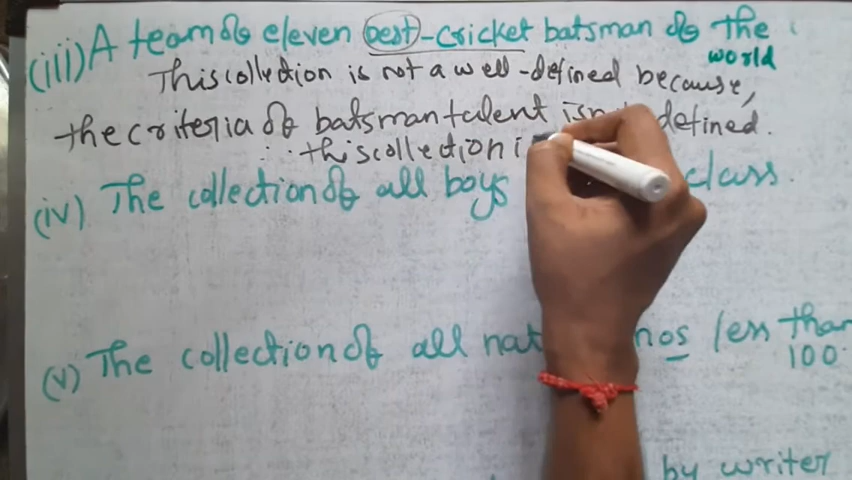 (iii) A team of eleven best-cricket batsman of the
world
This collection is not a well-defined because,
the criteria of batsman talent defined.
∴ this collection
(iv) The collection of all boys class.
(v) The collection of all nos less than
100.
by writer